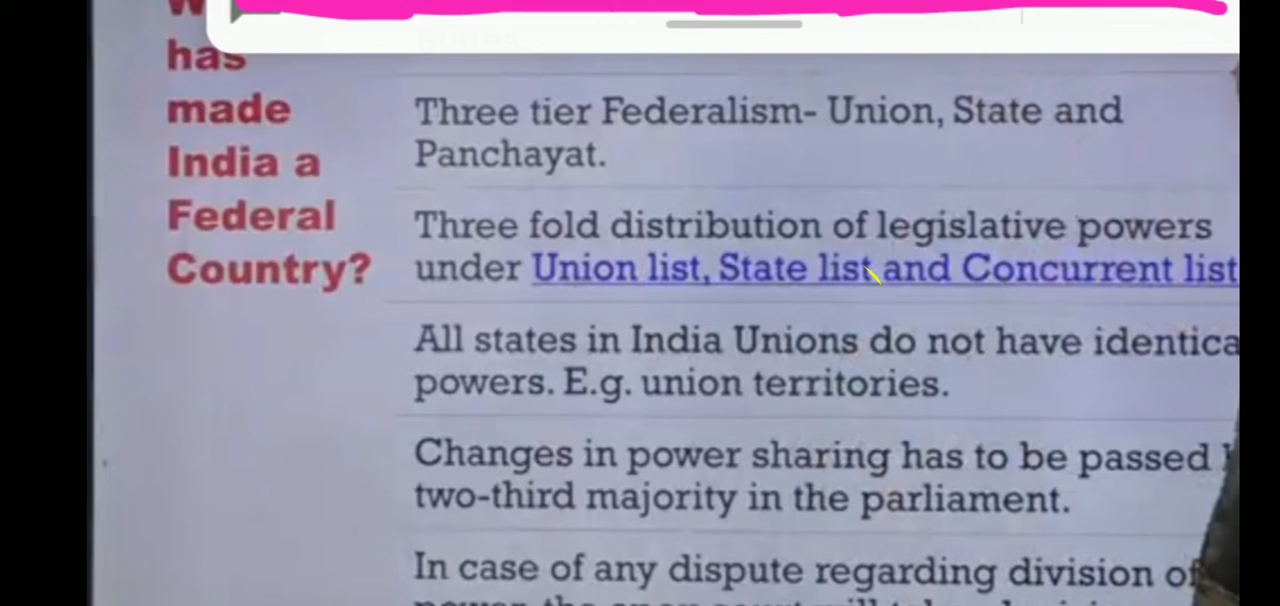 has
made
India a
Federal
Country?
Three tier Federalism- Union, State and
Panchayat.
Three fold distribution of legislative powers
under Union list, State list and Concurrent list
All states in India Unions do not have identica
powers. E.g. union territories.
Changes in power sharing has to be passed
two-third majority in the parliament.
In case of any dispute regarding division of